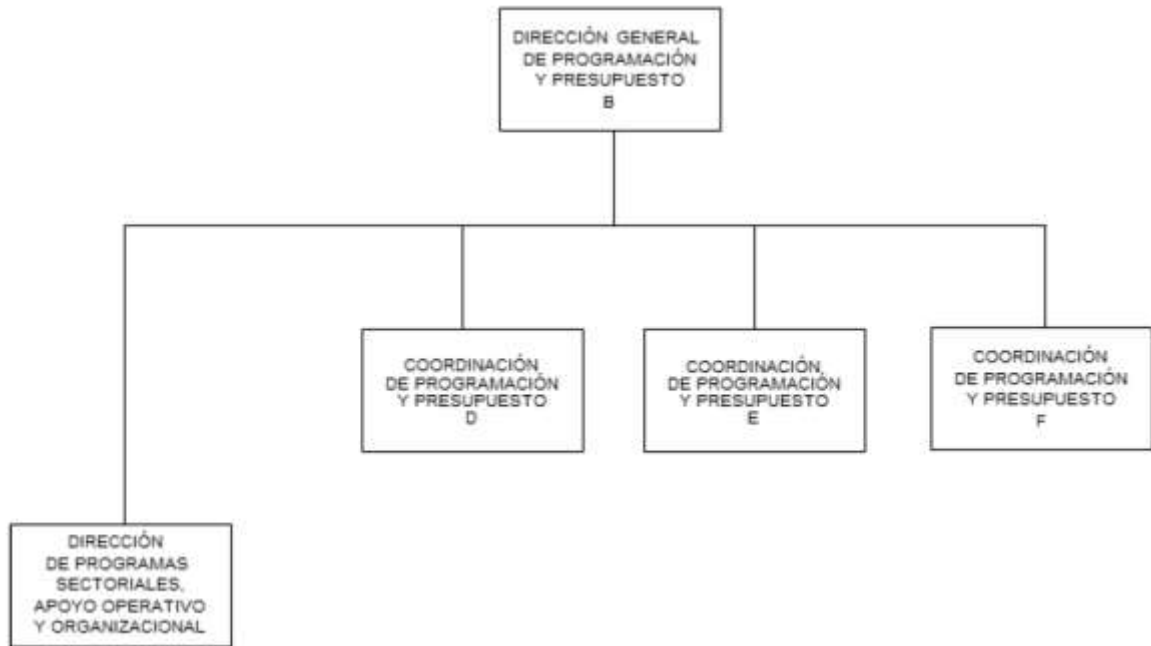 DIRECCIÓN GENERAL
DE PROGRAMACIÓN
Y PRESUPUESTO
B
COORDINACIÓN
DE PROGRAMACIÓN
Y PRESUPUESTO
D
COORDINACIÓN
DE PROGRAMACIÓN
Y PRESUPUESTO
E
COORDINACIÓN
DE PROGRAMACIÓN
Y PRESUPUESTO
F
DIRECCIÓN
DE PROGRAMAS
SECTORIALES,
APOYO OPERATIVO
Y ORGANIZACIONAL